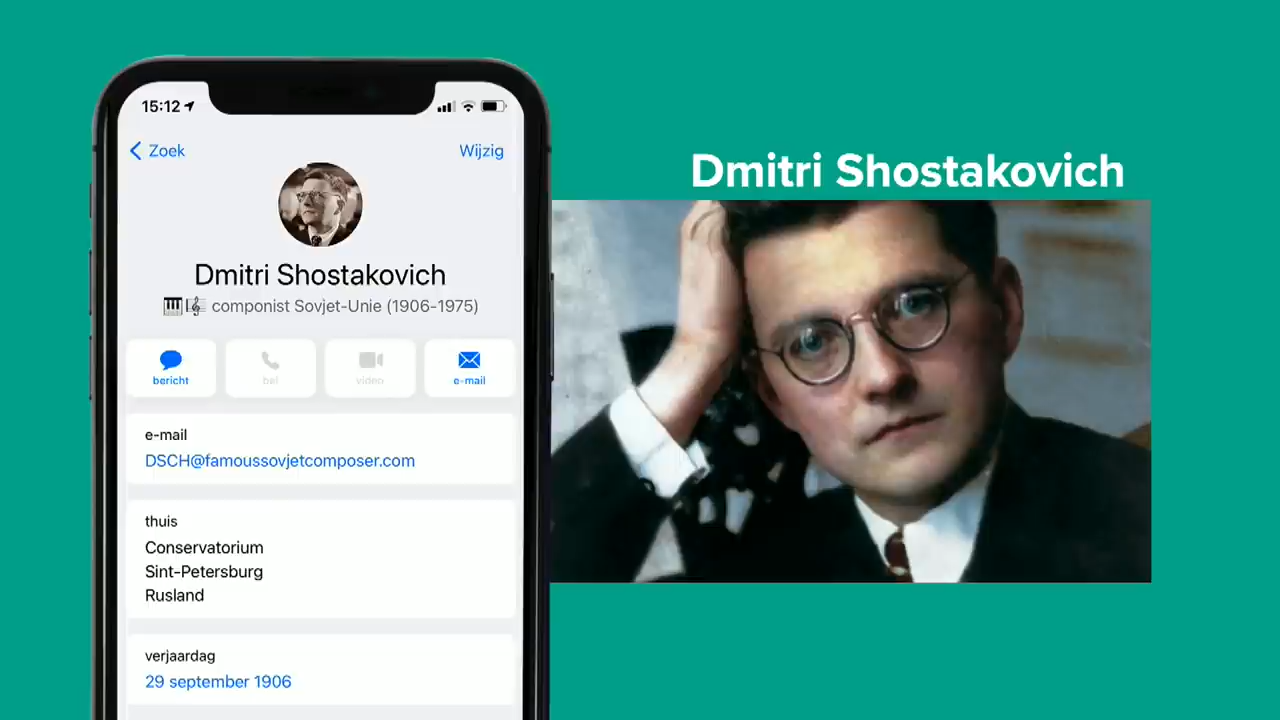 15:12
Zoek
Wijzig
Dmitri Shostakovich
componist Sovjet-Unie (1906-1975)
bericht
bel
video
e-mail
e-mail
DSCH@famoussovjetcomposer.com
thuis
Conservatorium
Sint-Petersburg
Rusland
verjaardag
29 september 1906
Dmitri Shostakovich